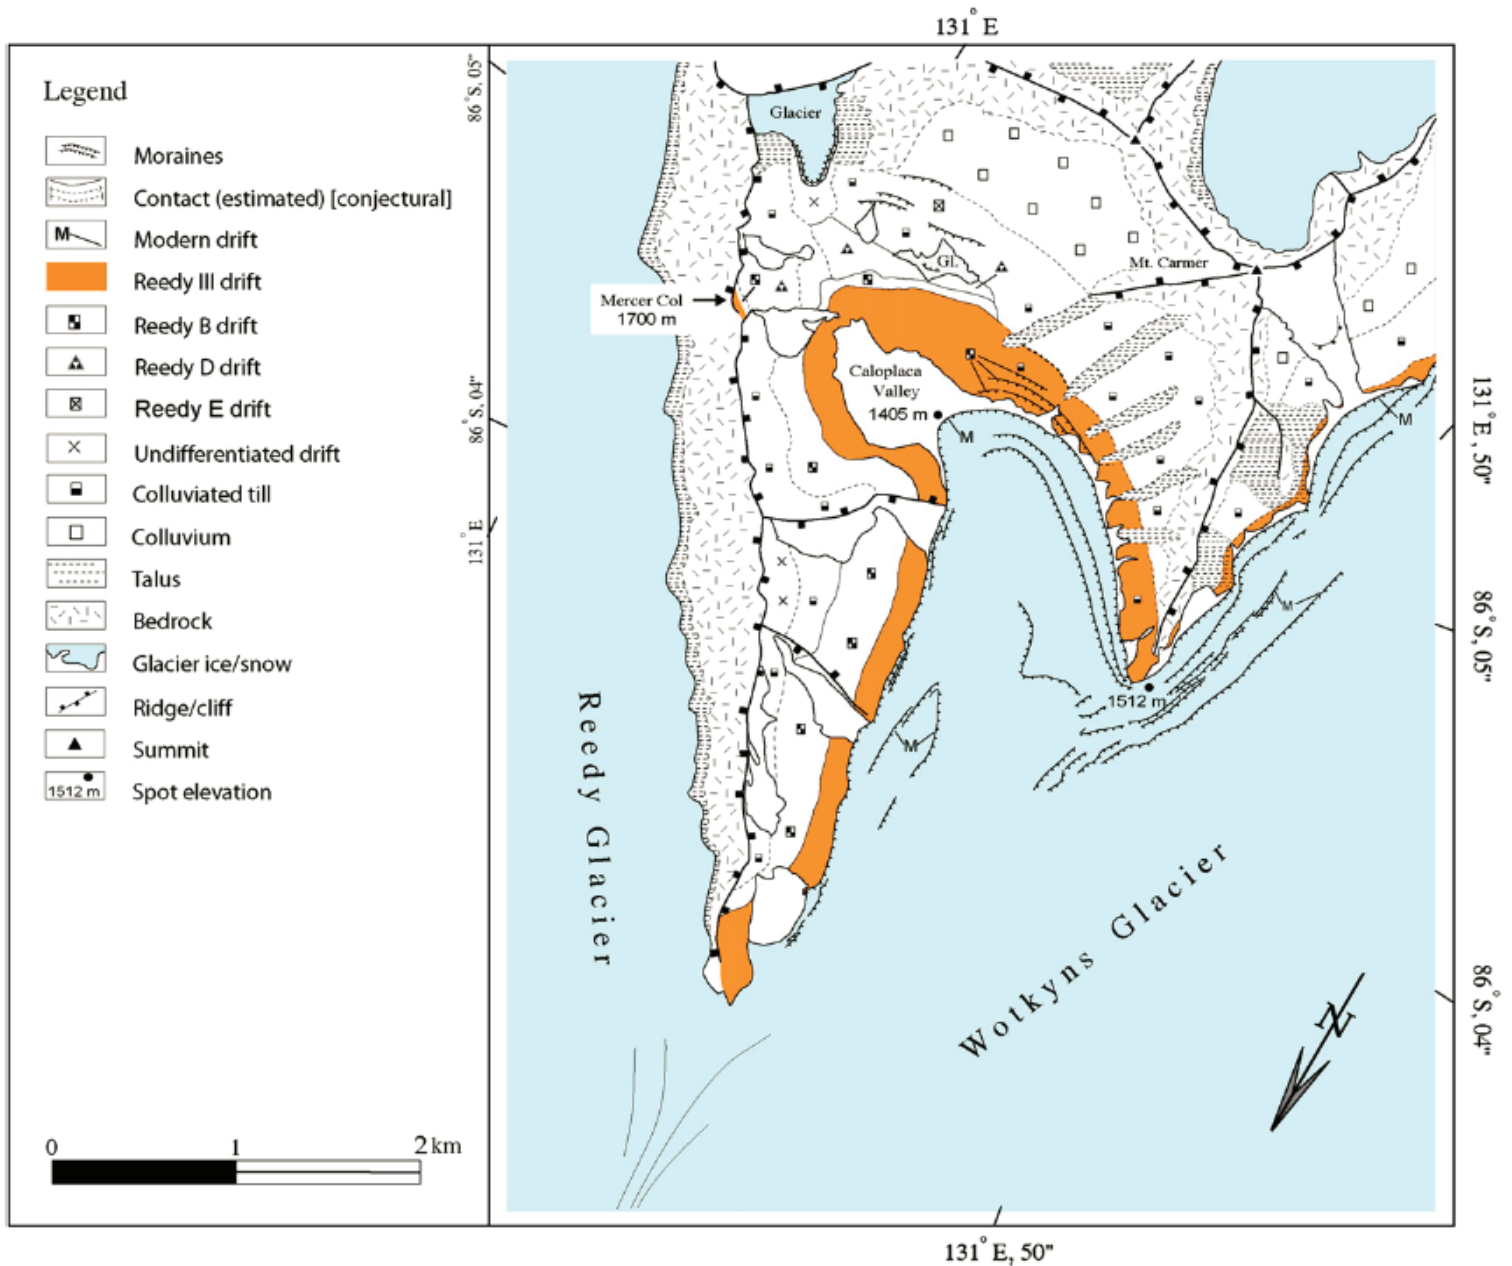 131° E
Legend
Moraines
Contact (estimated) [conjectural]
M
Modern drift
Reedy III drift
Reedy B drift
Reedy D drift
Reedy E drift
Undifferentiated drift
Colluviated till
Colluvium
Talus
Bedrock
Glacier ice/snow
Ridge/cliff
Summit
1512 m
Spot elevation
0 1 2 km
86° S, 05"
86° S, 04"
131° E
Glacier
Gl.
Mt. Carmer
Mercer Col
1700 m
Caloplaca
Valley
1405 m
M
M
M
M
1512 m
Reedy Glacier
Wotkyns Glacier
N
131° E, 50"
86° S, 05"
86° S, 04"
131° E, 50"